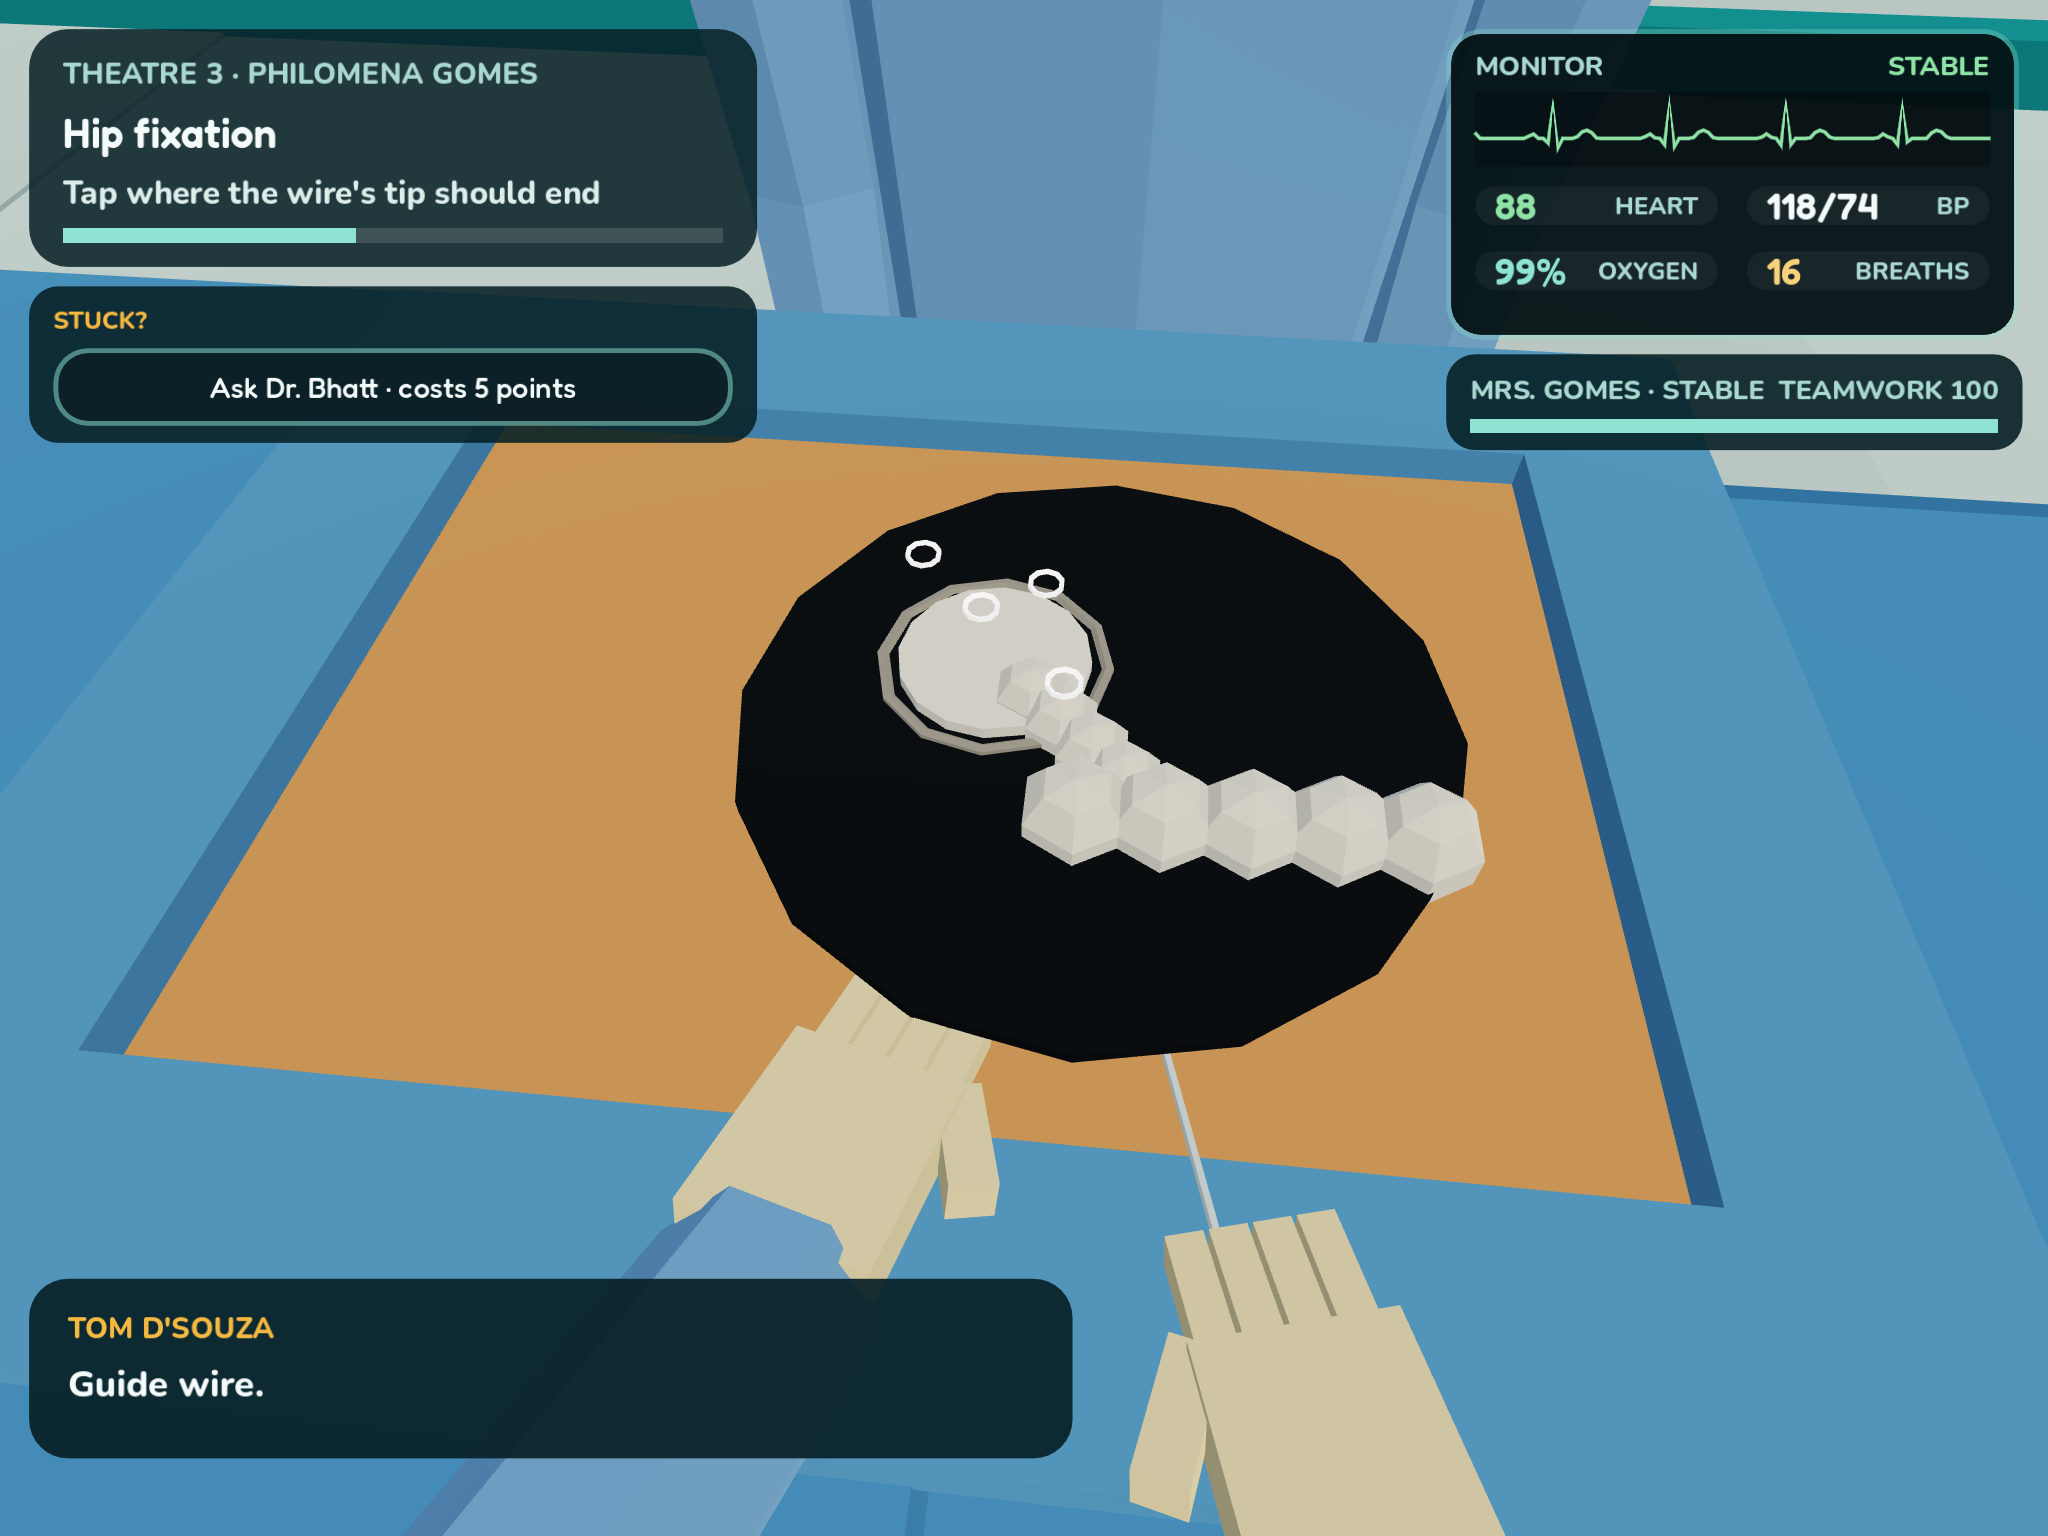 THEATRE 3 · PHILOMENA GOMES
Hip fixation
Tap where the wire's tip should end
STUCK?
Ask Dr. Bhatt · costs 5 points
MONITOR STABLE
88 HEART 118/74 BP
99% OXYGEN 16 BREATHS
MRS. GOMES · STABLE TEAMWORK 100
TOM D'SOUZA
Guide wire.